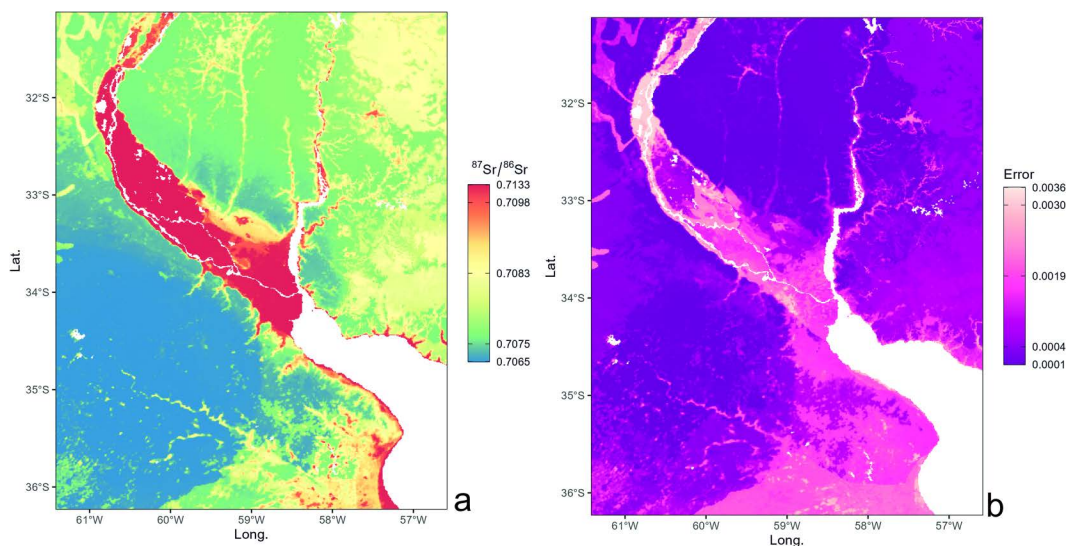 32°S
33°S
34°S
35°S
36°S
Lat.
61°W
60°W
59°W
58°W
57°W
Long.
⁸⁷Sr/⁸⁶Sr
0.7133
0.7098
0.7083
0.7075
0.7065
a
32°S
33°S
34°S
35°S
36°S
Lat.
61°W
60°W
59°W
58°W
57°W
Long.
Error
0.0036
0.0030
0.0019
0.0004
0.0001
b